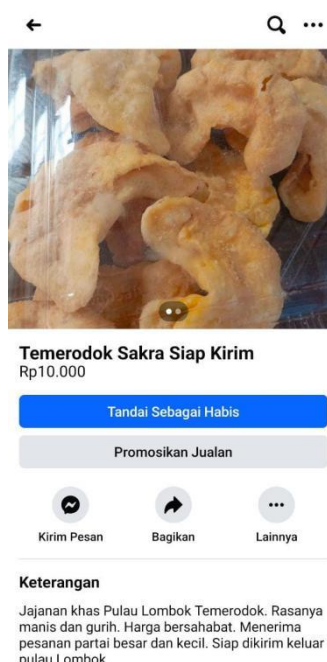 Temerodok Sakra Siap Kirim
Rp10.000
Tandai Sebagai Habis
Promosikan Jualan
Kirim Pesan
Bagikan
Lainnya
Keterangan
Jajanan khas Pulau Lombok Temerodok. Rasanya
manis dan gurih. Harga bersahabat. Menerima
pesanan partai besar dan kecil. Siap dikirim keluar
pulau Lombok